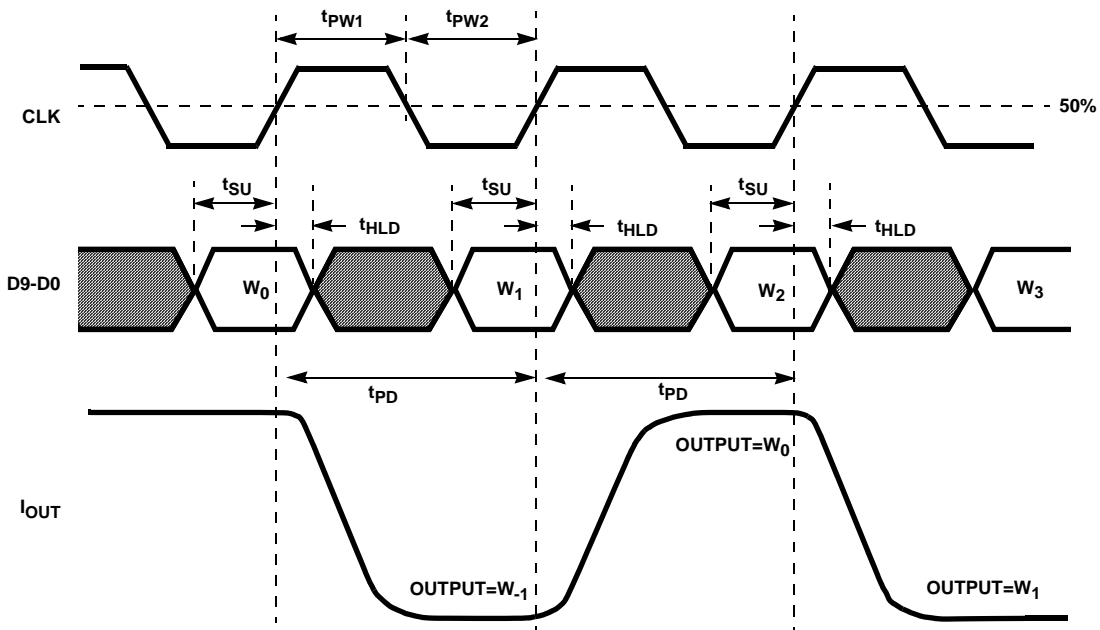 tPW1 tPW2
CLK
50%
tSU tSU tSU
tHLD tHLD tHLD
D9-D0
W0 W1 W2 W3
tPD tPD
OUTPUT=W0
IOUT
OUTPUT=W-1 OUTPUT=W1